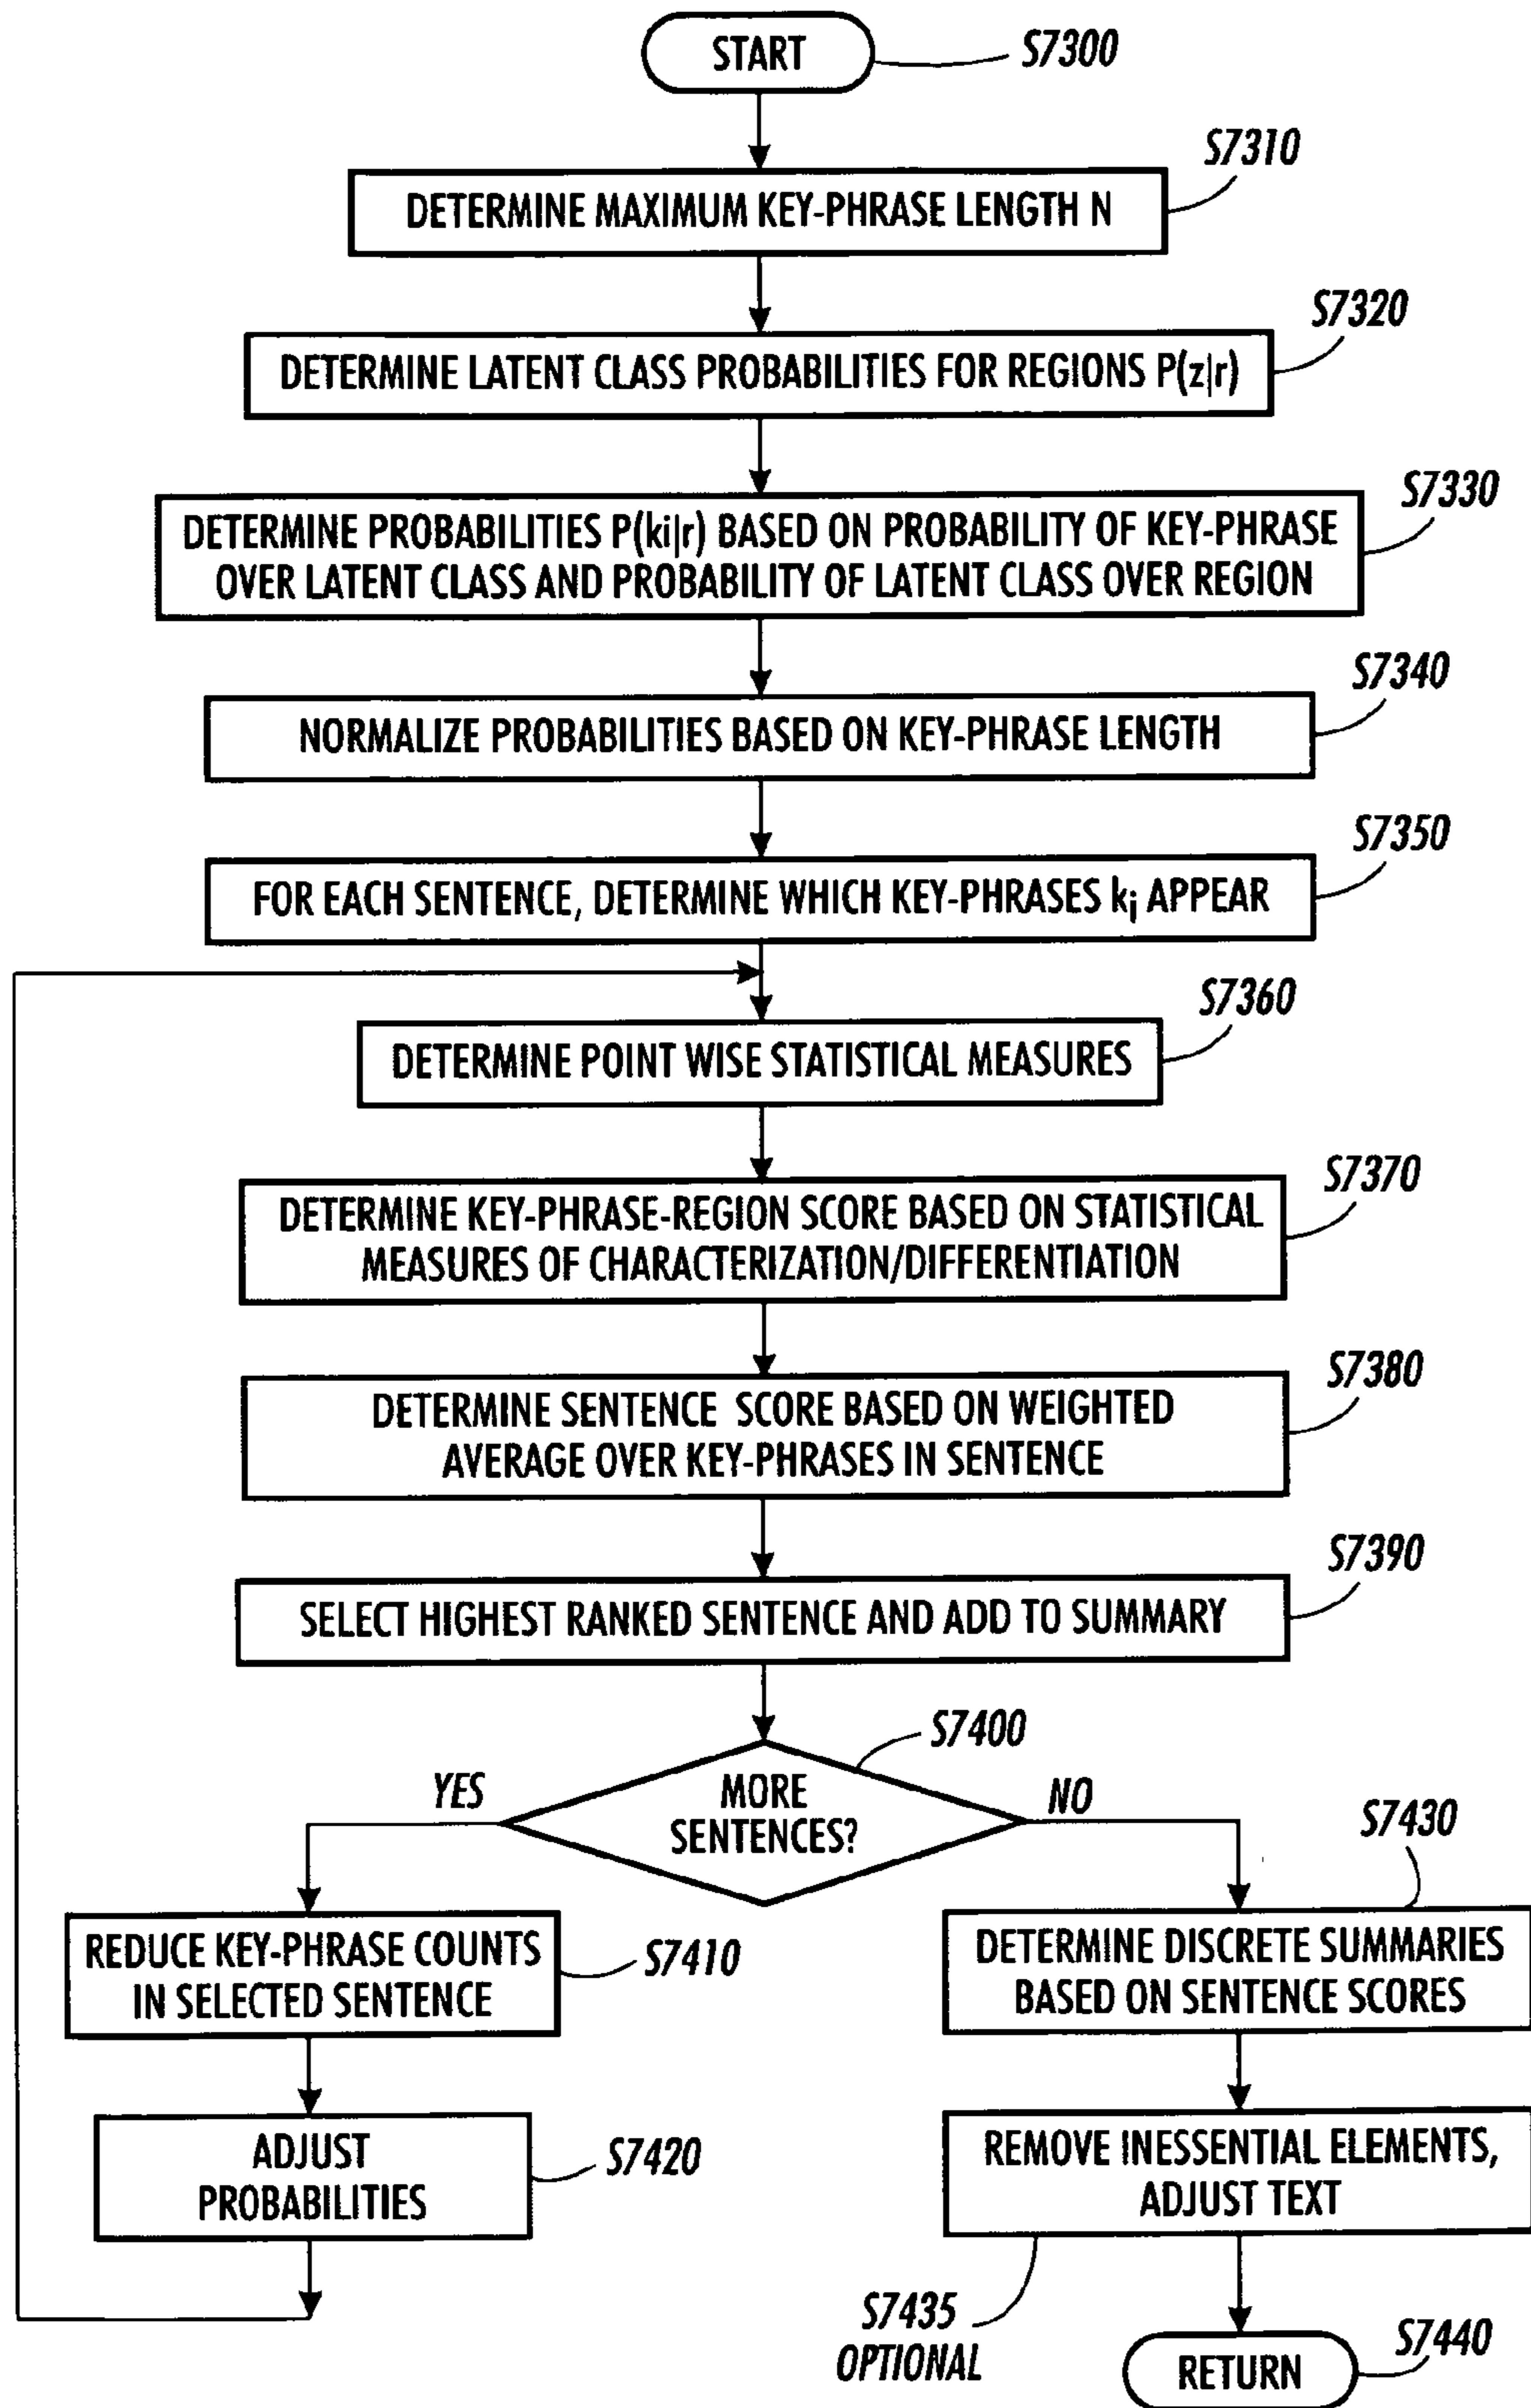 START
S7300
S7310
DETERMINE MAXIMUM KEY-PHRASE LENGTH N
S7320
DETERMINE LATENT CLASS PROBABILITIES FOR REGIONS P(z|r)
S7330
DETERMINE PROBABILITIES P(ki|r) BASED ON PROBABILITY OF KEY-PHRASE
OVER LATENT CLASS AND PROBABILITY OF LATENT CLASS OVER REGION
S7340
NORMALIZE PROBABILITIES BASED ON KEY-PHRASE LENGTH
S7350
FOR EACH SENTENCE, DETERMINE WHICH KEY-PHRASES ki APPEAR
S7360
DETERMINE POINT WISE STATISTICAL MEASURES
S7370
DETERMINE KEY-PHRASE-REGION SCORE BASED ON STATISTICAL
MEASURES OF CHARACTERIZATION/DIFFERENTIATION
S7380
DETERMINE SENTENCE SCORE BASED ON WEIGHTED
AVERAGE OVER KEY-PHRASES IN SENTENCE
S7390
SELECT HIGHEST RANKED SENTENCE AND ADD TO SUMMARY
S7400
MORE
SENTENCES?
YES
NO
REDUCE KEY-PHRASE COUNTS
IN SELECTED SENTENCE
S7410
ADJUST
PROBABILITIES
S7420
S7430
DETERMINE DISCRETE SUMMARIES
BASED ON SENTENCE SCORES
REMOVE INESSENTIAL ELEMENTS,
ADJUST TEXT
S7435
OPTIONAL
S7440
RETURN